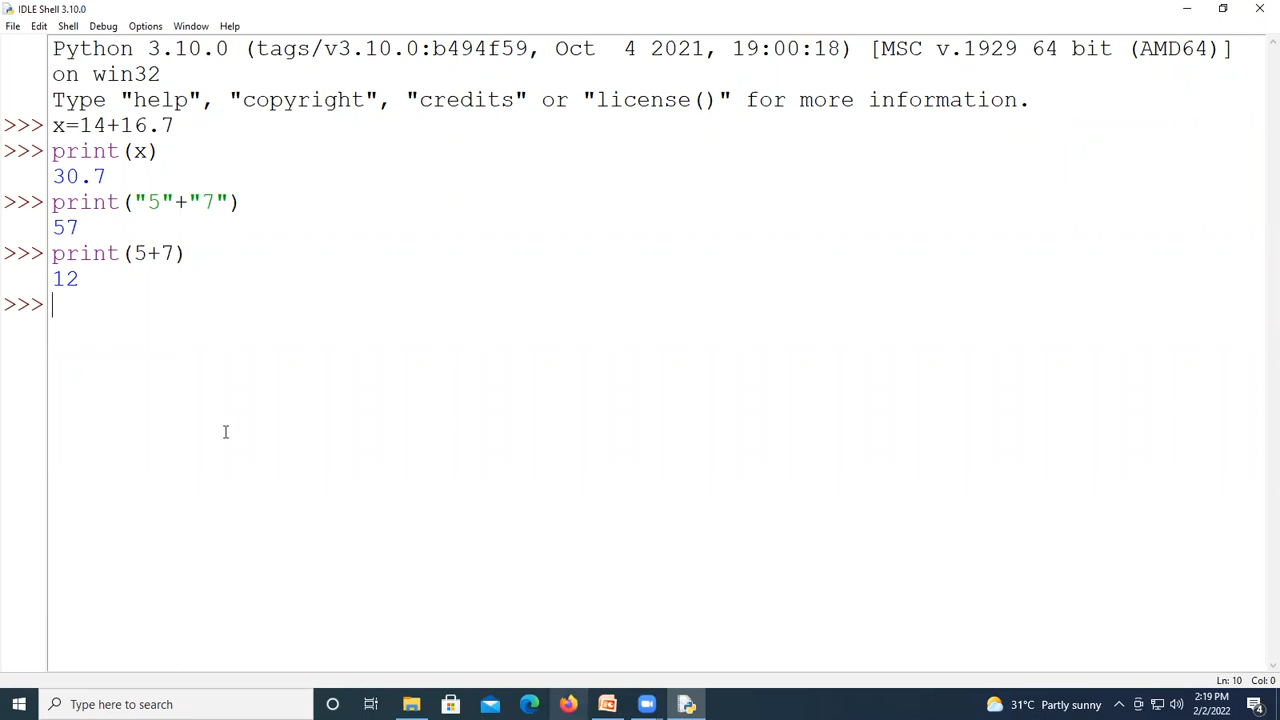 IDLE Shell 3.10.0
File Edit Shell Debug Options Window Help
Python 3.10.0 (tags/v3.10.0:b494f59, Oct  4 2021, 19:00:18) [MSC v.1929 64 bit (AMD64)]
on win32
Type "help", "copyright", "credits" or "license()" for more information.
>>> x=14+16.7
>>> print(x)
30.7
>>> print("5"+"7")
57
>>> print(5+7)
12
>>>
Ln: 10 Col: 0
Type here to search
31°C Partly sunny
2:19 PM
2/2/2022
4